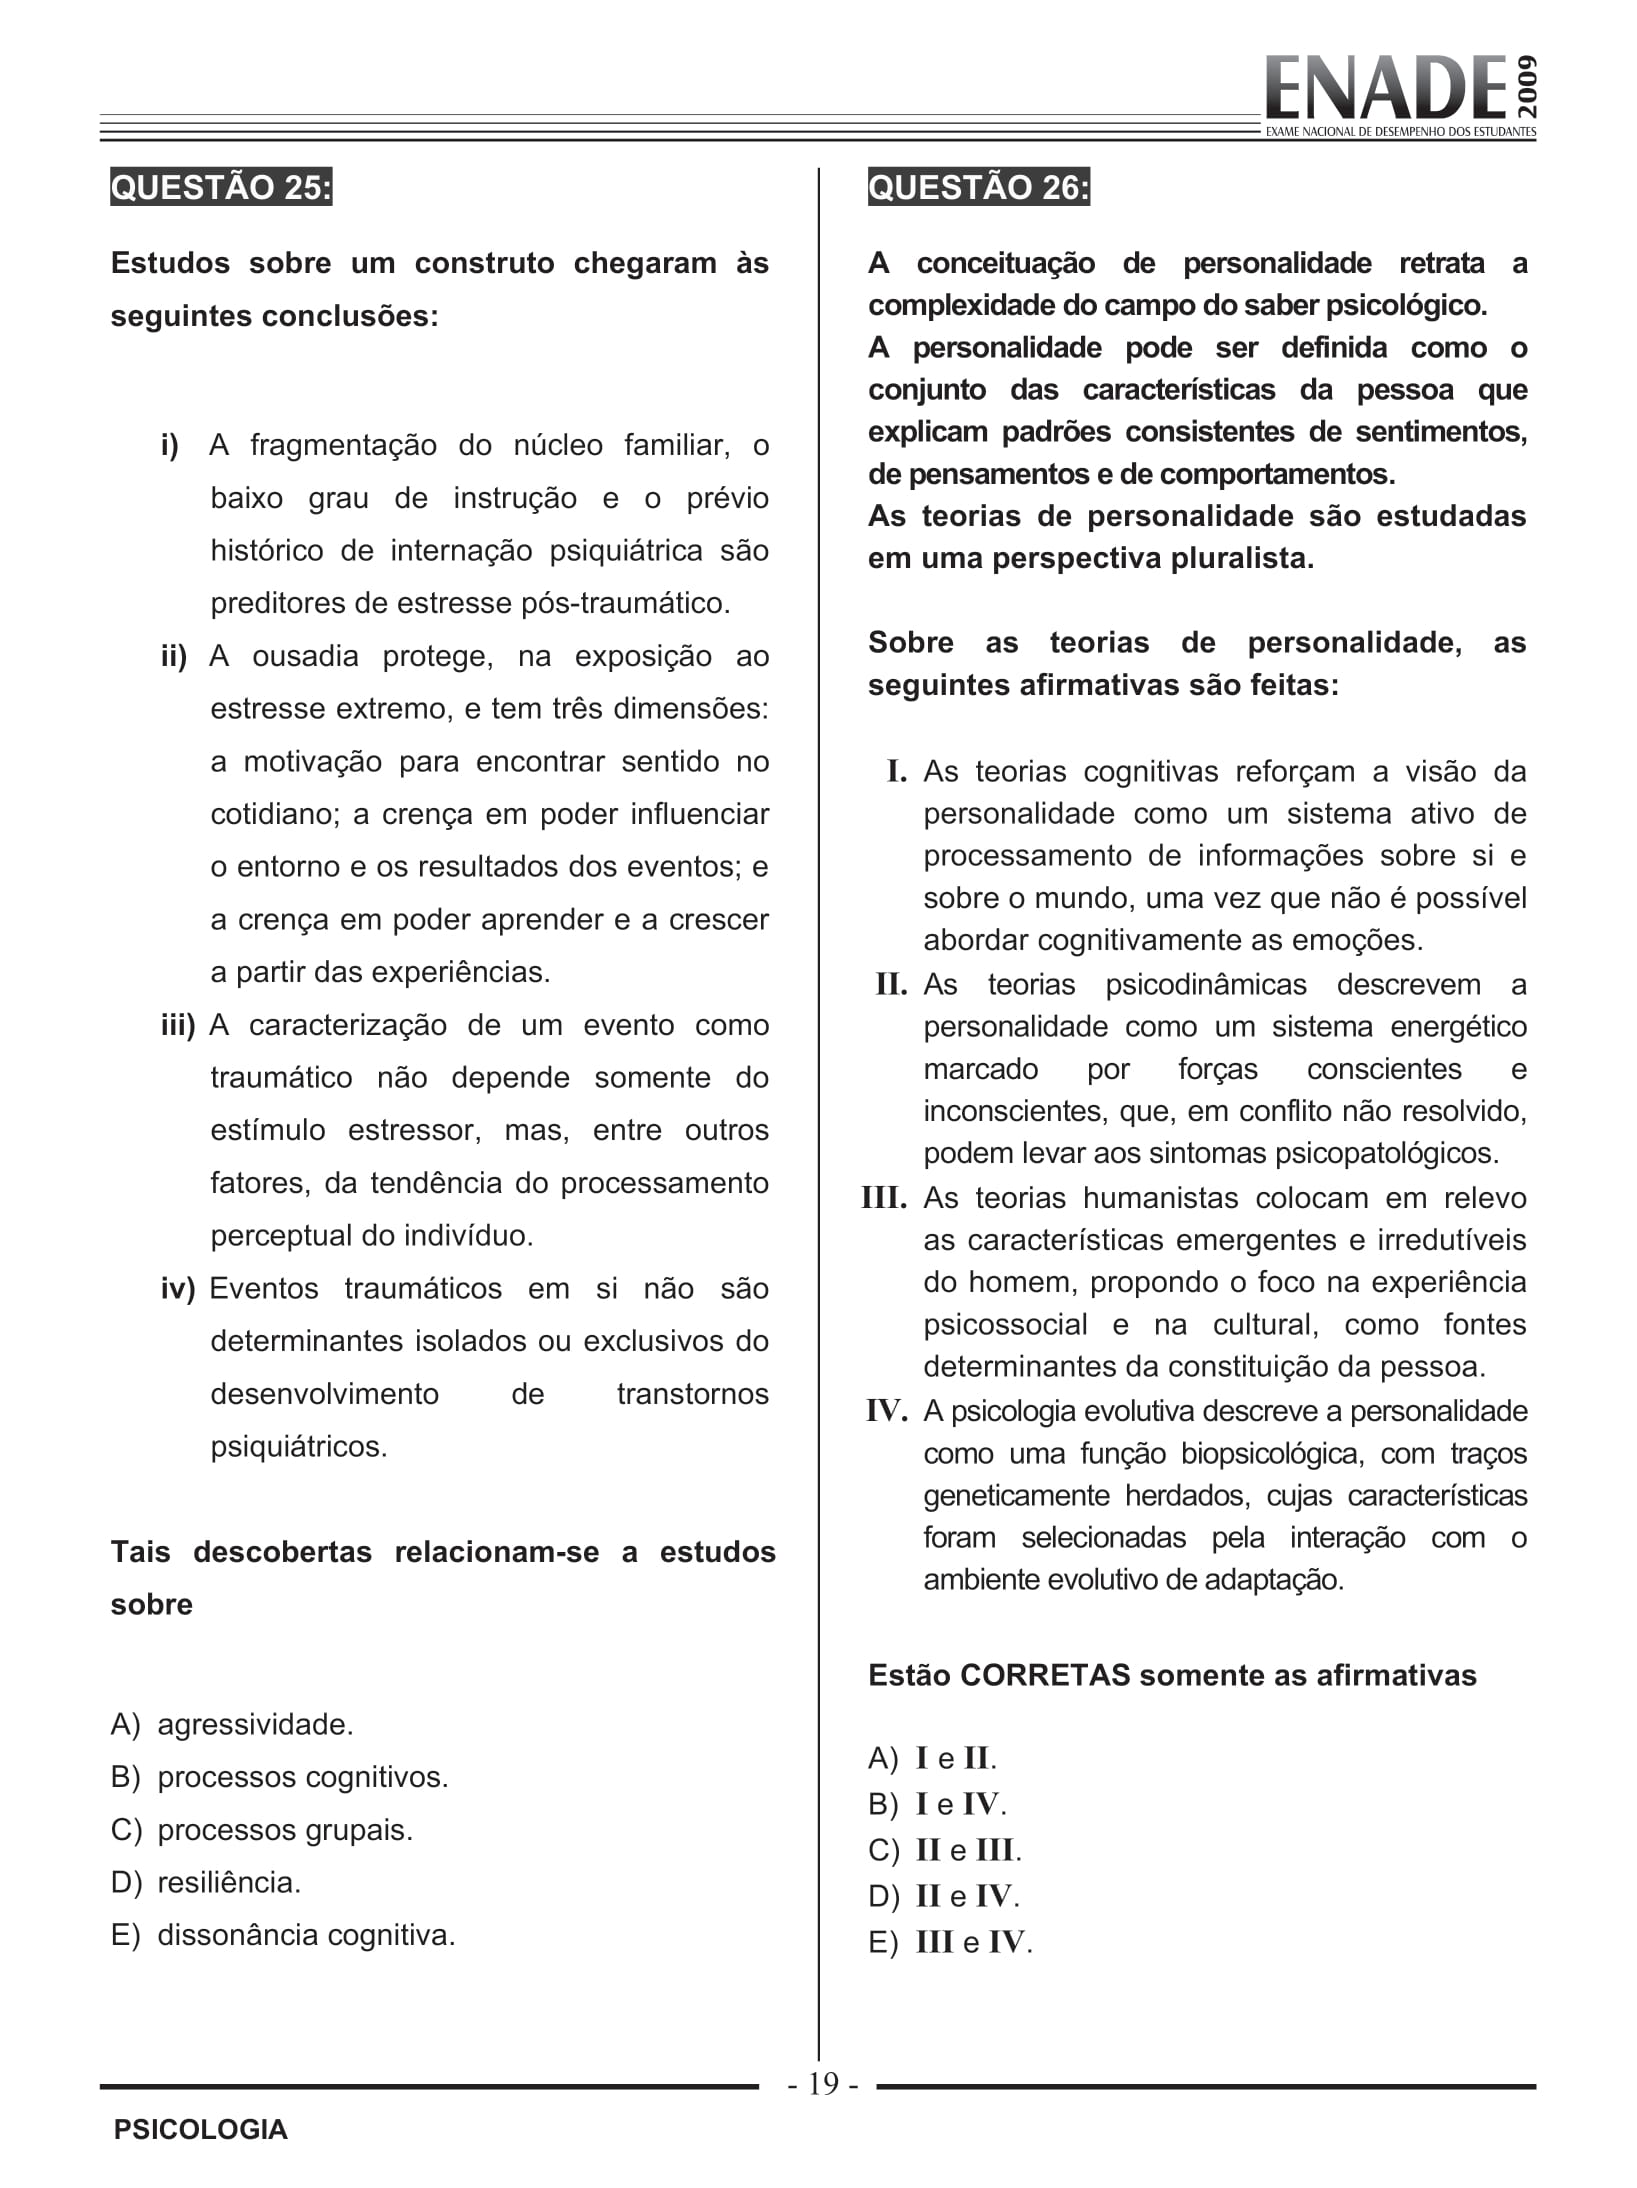 ENADE 2009
EXAME NACIONAL DE DESEMPENHO DOS ESTUDANTES
QUESTÃO 25:
Estudos sobre um construto chegaram às
seguintes conclusões:
i) A fragmentação do núcleo familiar, o
baixo grau de instrução e o prévio
histórico de internação psiquiátrica são
preditores de estresse pós-traumático.
ii) A ousadia protege, na exposição ao
estresse extremo, e tem três dimensões:
a motivação para encontrar sentido no
cotidiano; a crença em poder influenciar
o entorno e os resultados dos eventos; e
a crença em poder aprender e a crescer
a partir das experiências.
iii) A caracterização de um evento como
traumático não depende somente do
estímulo estressor, mas, entre outros
fatores, da tendência do processamento
perceptual do indivíduo.
iv) Eventos traumáticos em si não são
determinantes isolados ou exclusivos do
desenvolvimento de transtornos
psiquiátricos.
Tais descobertas relacionam-se a estudos
sobre
A) agressividade.
B) processos cognitivos.
C) processos grupais.
D) resiliência.
E) dissonância cognitiva.
QUESTÃO 26:
A conceituação de personalidade retrata a
complexidade do campo do saber psicológico.
A personalidade pode ser definida como o
conjunto das características da pessoa que
explicam padrões consistentes de sentimentos,
de pensamentos e de comportamentos.
As teorias de personalidade são estudadas
em uma perspectiva pluralista.
Sobre as teorias de personalidade, as
seguintes afirmativas são feitas:
I. As teorias cognitivas reforçam a visão da
personalidade como um sistema ativo de
processamento de informações sobre si e
sobre o mundo, uma vez que não é possível
abordar cognitivamente as emoções.
II. As teorias psicodinâmicas descrevem a
personalidade como um sistema energético
marcado por forças conscientes e
inconscientes, que, em conflito não resolvido,
podem levar aos sintomas psicopatológicos.
III. As teorias humanistas colocam em relevo
as características emergentes e irredutíveis
do homem, propondo o foco na experiência
psicossocial e na cultural, como fontes
determinantes da constituição da pessoa.
IV. A psicologia evolutiva descreve a personalidade
como uma função biopsicológica, com traços
geneticamente herdados, cujas características
foram selecionadas pela interação com o
ambiente evolutivo de adaptação.
Estão CORRETAS somente as afirmativas
A) I e II.
B) I e IV.
C) II e III.
D) II e IV.
E) III e IV.
- 19 -
PSICOLOGIA